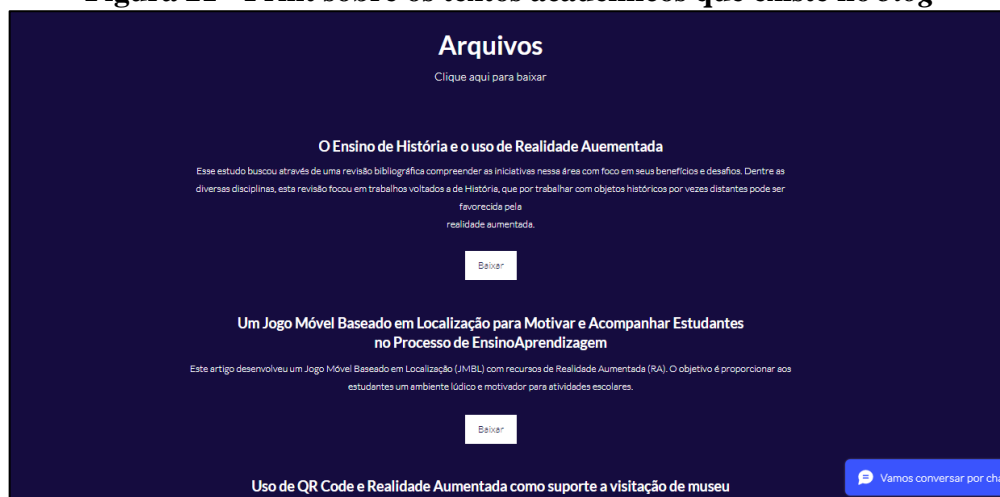 Arquivos
Clique aqui para baixar
O Ensino de História e o uso de Realidade Auementada
Esse estudo buscou através de uma revisão bibliográfica compreender as iniciativas nessa área com foco em seus benefícios e desafios. Dentre as
diversas disciplinas, esta revisão focou em trabalhos voltados a de História, que por trabalhar com objetos históricos por vezes distantes pode ser
favorecida pela
realidade aumentada.
Baixar
Um Jogo Móvel Baseado em Localização para Motivar e Acompanhar Estudantes
no Processo de EnsinoAprendizagem
Este artigo desenvolveu um Jogo Móvel Baseado em Localização (JMBL) com recursos de Realidade Aumentada (RA). O objetivo é proporcionar aos
estudantes um ambiente lúdico e motivador para atividades escolares.
Baixar
Uso de QR Code e Realidade Aumentada como suporte a visitação de museu
Vamos conversar por